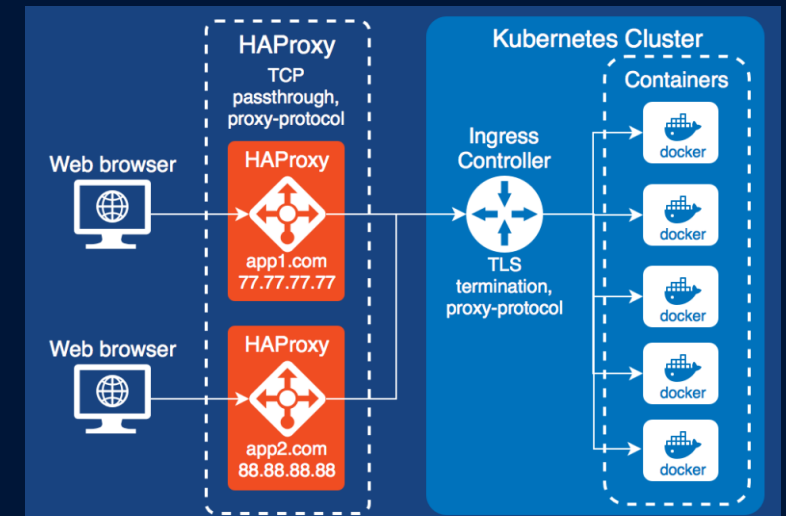 HAProxy
TCP
passthrough,
proxy-protocol
Web browser
HAProxy
app1.com
77.77.77.77
Web browser
HAProxy
app2.com
88.88.88.88
Kubernetes Cluster
Ingress
Controller
TLS
termination,
proxy-protocol
Containers
docker
docker
docker
docker
docker